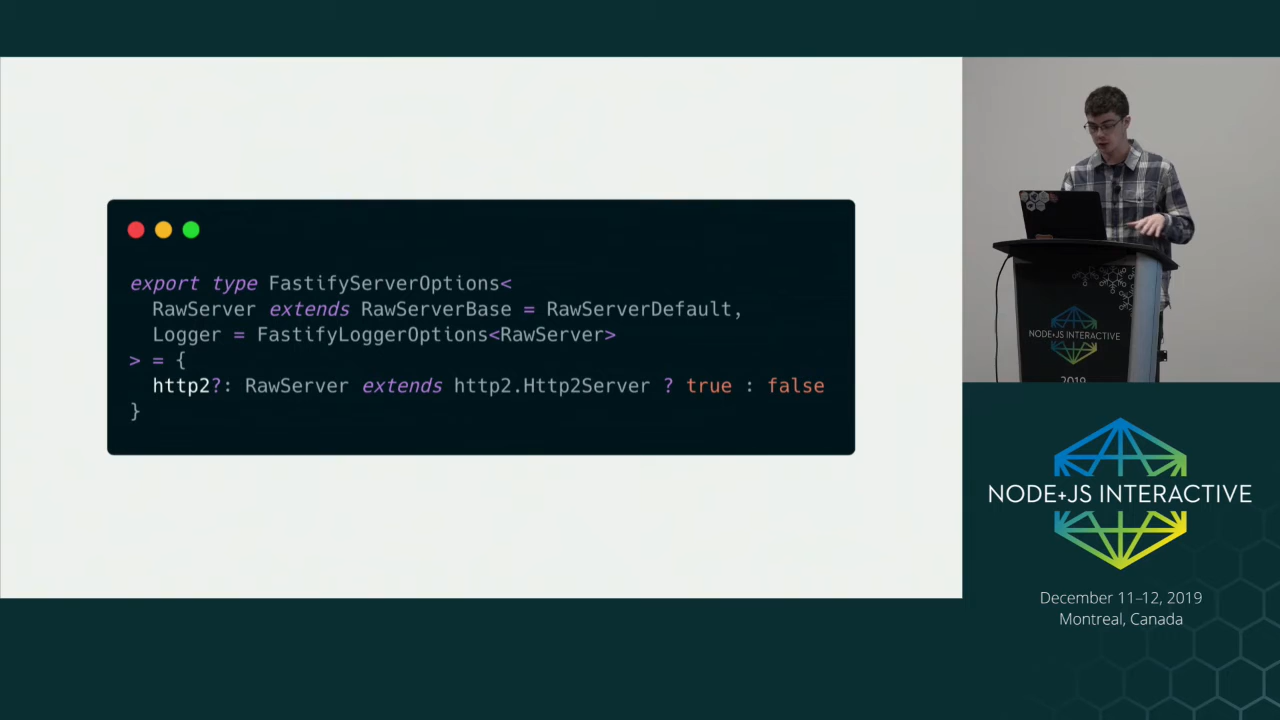 export type FastifyServerOptions<
RawServer extends RawServerBase = RawServerDefault,
Logger = FastifyLoggerOptions<RawServer>
> = {
http2?: RawServer extends http2.Http2Server ? true : false
}
NODE+JS INTERACTIVE
2019
NODE+JS INTERACTIVE
December 11–12, 2019
Montreal, Canada